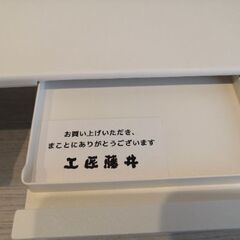 お買い上げいただき、
まことにありがとうございます
工房藤井